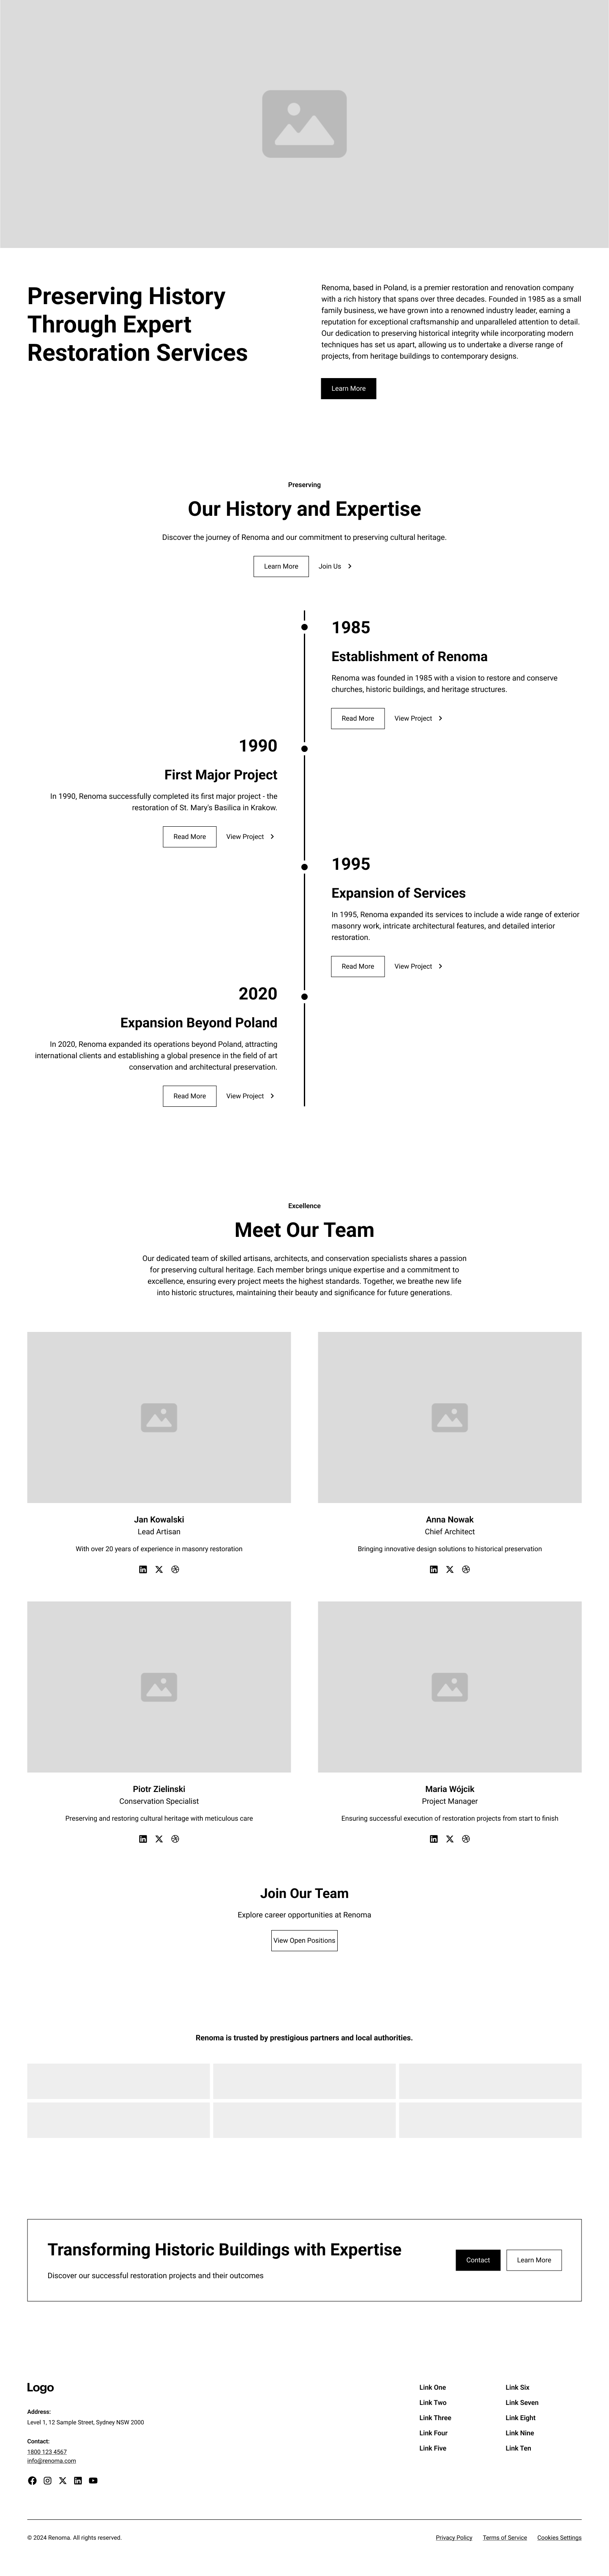 Preserving History
Through Expert
Restoration Services
Renoma, based in Poland, is a premier restoration and renovation company
with a rich history that spans over three decades. Founded in 1985 as a small
family business, we have grown into a renowned industry leader, earning a
reputation for exceptional craftsmanship and unparalleled attention to detail.
Our dedication to preserving historical integrity while incorporating modern
techniques has set us apart, allowing us to undertake a diverse range of
projects, from heritage buildings to contemporary designs.
Learn More
Preserving
Our History and Expertise
Discover the journey of Renoma and our commitment to preserving cultural heritage.
Learn More Join Us
1985
Establishment of Renoma
Renoma was founded in 1985 with a vision to restore and conserve
churches, historic buildings, and heritage structures.
Read More View Project
1990
First Major Project
In 1990, Renoma successfully completed its first major project - the
restoration of St. Mary's Basilica in Krakow.
Read More View Project
1995
Expansion of Services
In 1995, Renoma expanded its services to include a wide range of exterior
masonry work, intricate architectural features, and detailed interior
restoration.
Read More View Project
2020
Expansion Beyond Poland
In 2020, Renoma expanded its operations beyond Poland, attracting
international clients and establishing a global presence in the field of art
conservation and architectural preservation.
Read More View Project
Excellence
Meet Our Team
Our dedicated team of skilled artisans, architects, and conservation specialists shares a passion
for preserving cultural heritage. Each member brings unique expertise and a commitment to
excellence, ensuring every project meets the highest standards. Together, we breathe new life
into historic structures, maintaining their beauty and significance for future generations.
Jan Kowalski
Lead Artisan
With over 20 years of experience in masonry restoration
Anna Nowak
Chief Architect
Bringing innovative design solutions to historical preservation
Piotr Zielinski
Conservation Specialist
Preserving and restoring cultural heritage with meticulous care
Maria Wójcik
Project Manager
Ensuring successful execution of restoration projects from start to finish
Join Our Team
Explore career opportunities at Renoma
View Open Positions
Renoma is trusted by prestigious partners and local authorities.
Transforming Historic Buildings with Expertise
Discover our successful restoration projects and their outcomes
Contact Learn More
Logo
Address:
Level 1, 12 Sample Street, Sydney NSW 2000
Contact:
1800 123 4567
info@renoma.com
Link One
Link Two
Link Three
Link Four
Link Five
Link Six
Link Seven
Link Eight
Link Nine
Link Ten
© 2024 Renoma. All rights reserved.
Privacy Policy Terms of Service Cookies Settings